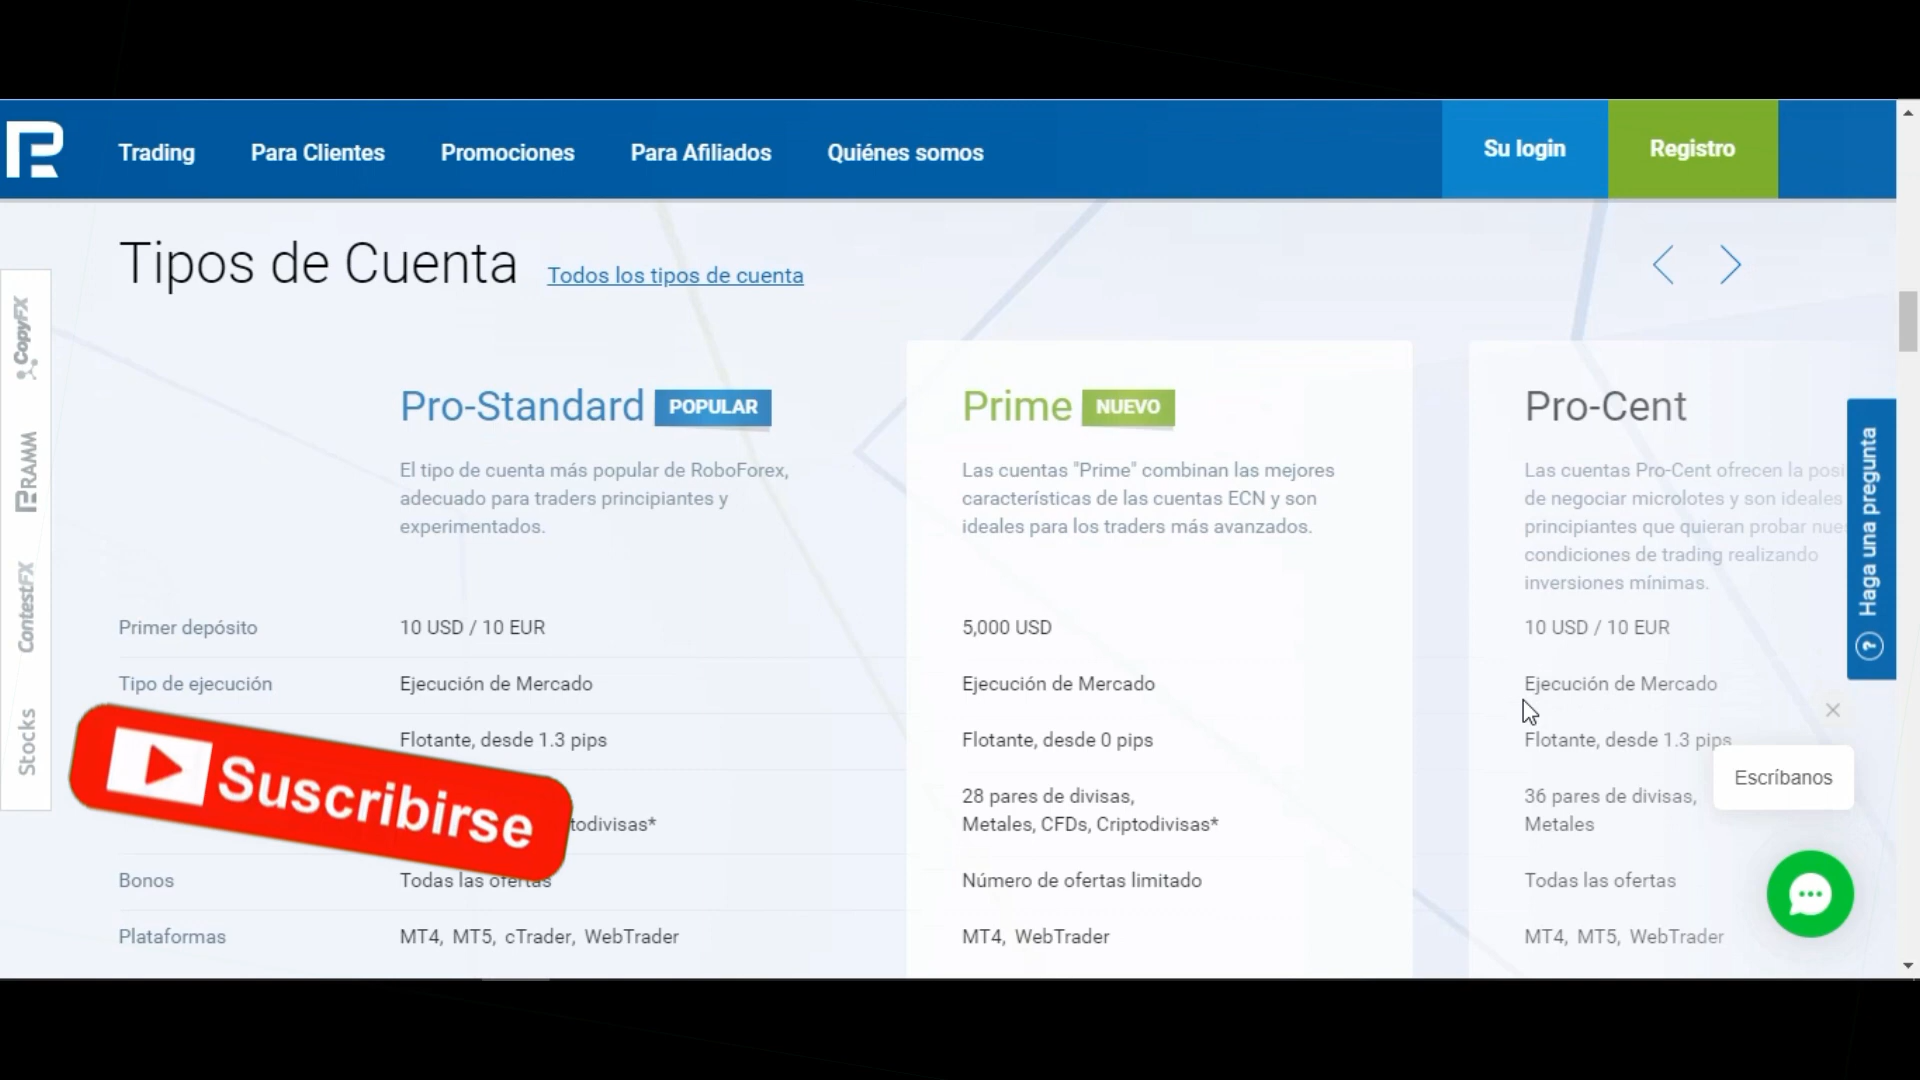 Trading
Para Clientes
Promociones
Para Afiliados
Quiénes somos
Su login
Registro
Tipos de Cuenta
Todos los tipos de cuenta
CopyFX
RAMM
ContestFX
Stocks
Pro-Standard
POPULAR
El tipo de cuenta más popular de RoboForex,
adecuado para traders principiantes y
experimentados.
Prime
NUEVO
Las cuentas "Prime" combinan las mejores
características de las cuentas ECN y son
ideales para los traders más avanzados.
Pro-Cent
Las cuentas Pro-Cent ofrecen la
de negociar microlotes y son ideales
principiantes que quieran probar
condiciones de trading realizando
inversiones mínimas.
Haga una pregunta
Primer depósito
10 USD / 10 EUR
5,000 USD
10 USD / 10 EUR
Tipo de ejecución
Ejecución de Mercado
Ejecución de Mercado
Ejecución de Mercado
Flotante, desde 1.3 pips
Flotante, desde 0 pips
Flotante, desde 1.3 pips
Suscribirse
todivisas*
28 pares de divisas,
Metales, CFDs, Criptodivisas*
36 pares de divisas,
Metales
Escríbanos
Bonos
Todas las ofertas
Número de ofertas limitado
Todas las ofertas
Plataformas
MT4, MT5, cTrader, WebTrader
MT4, WebTrader
MT4, MT5, WebTrader